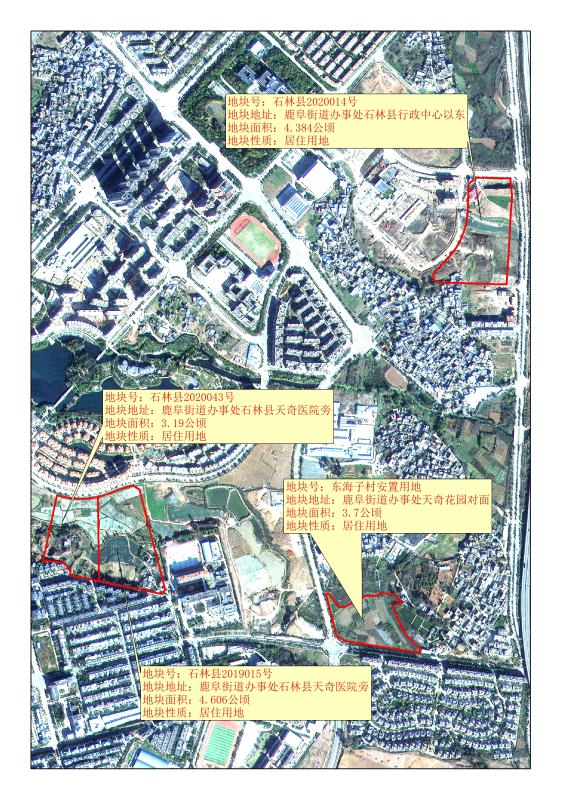 地块号：石林县2020014号
地块地址：鹿阜街道办事处石林县行政中心以东
地块面积：4.384公顷
地块性质：居住用地
地块号：石林县2020043号
地块地址：鹿阜街道办事处石林县天奇医院旁
地块面积：3.19公顷
地块性质：居住用地
地块号：东海子村安置用地
地块地址：鹿阜街道办事处天奇花园对面
地块面积：3.7公顷
地块性质：居住用地
地块号：石林县2019015号
地块地址：鹿阜街道办事处石林县天奇医院旁
地块面积：4.606公顷
地块性质：居住用地